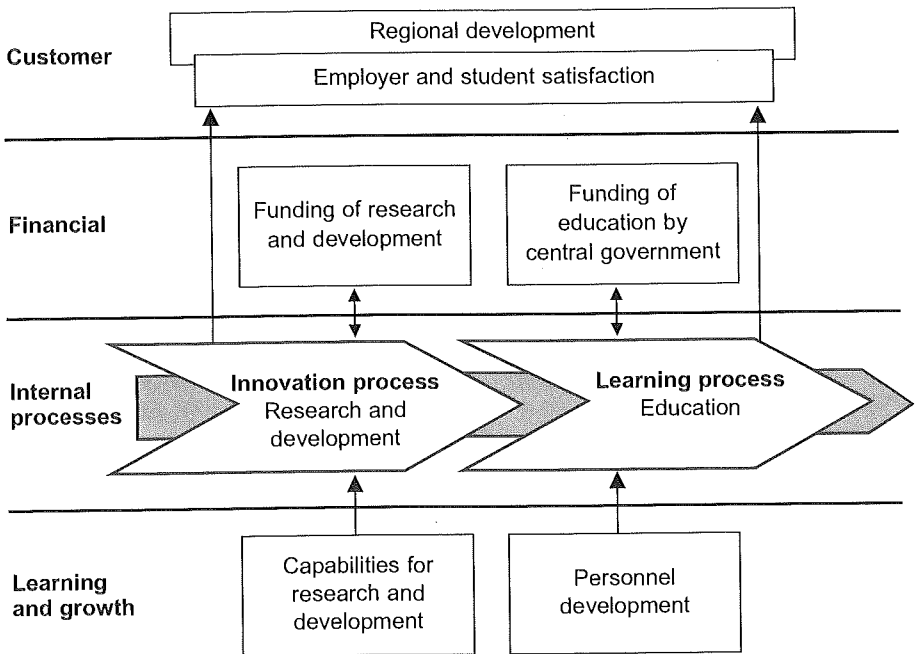 Customer
Regional development
Employer and student satisfaction
Financial
Funding of research
and development
Funding of
education by
central government
Internal
processes
Innovation process
Research and
development
Learning process
Education
Learning
and growth
Capabilities for
research and
development
Personnel
development